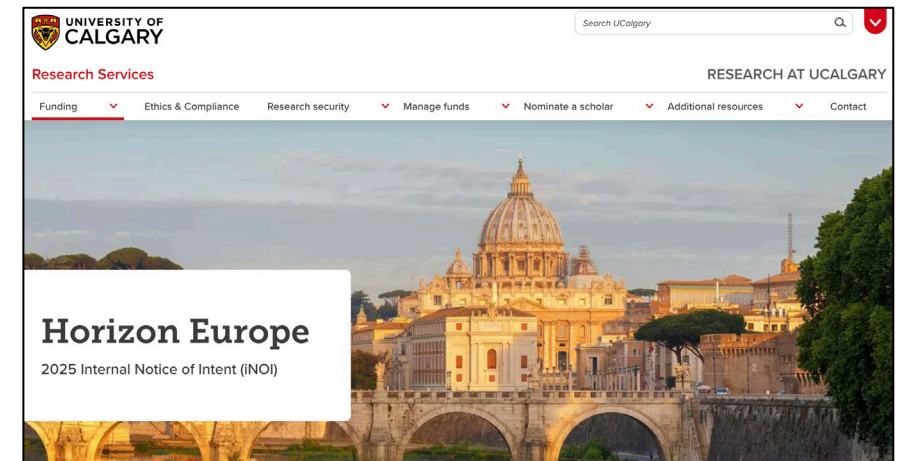 UNIVERSITY OF
CALGARY
Search UCalgary
Research Services
RESEARCH AT UCALGARY
Funding Ethics & Compliance Research security Manage funds Nominate a scholar Additional resources Contact
Horizon Europe
2025 Internal Notice of Intent (iNOI)